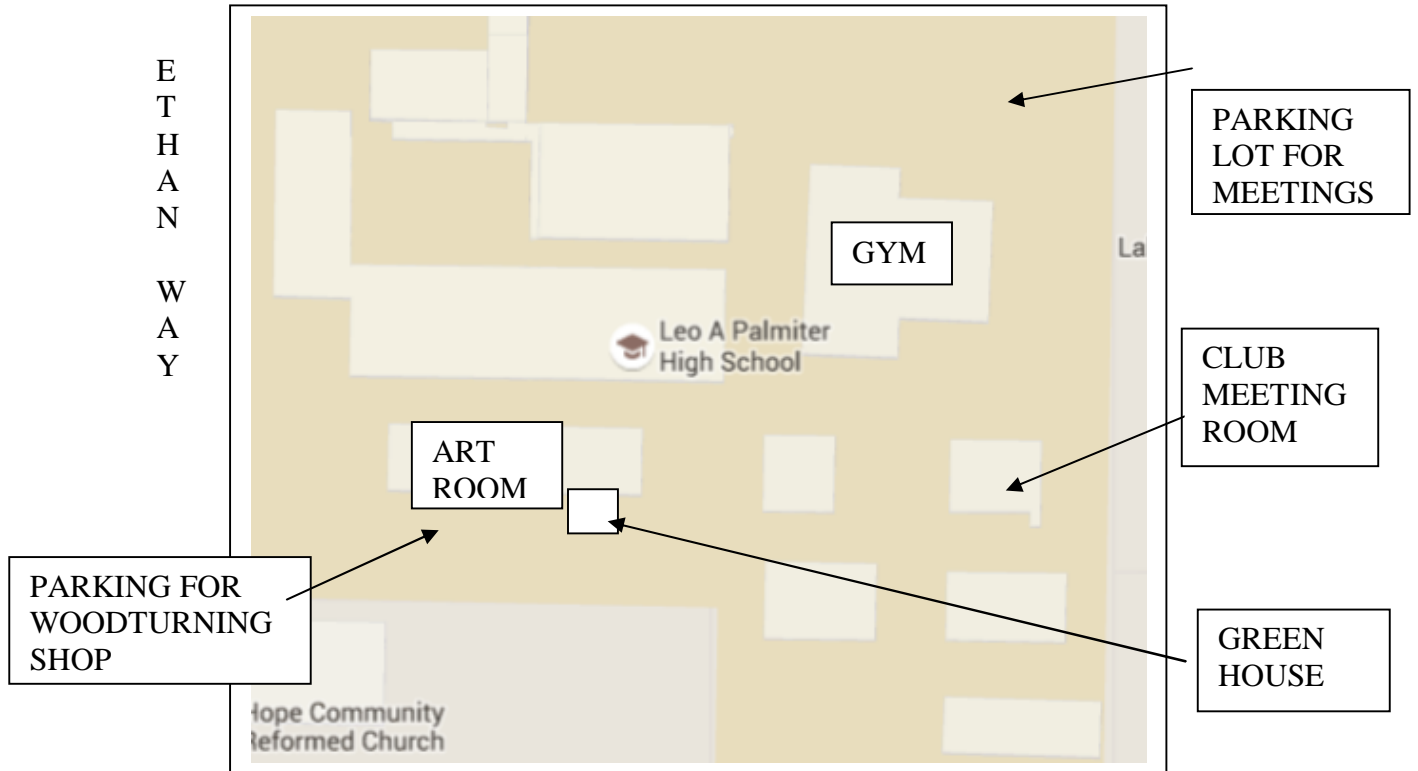 E
T
H
A
N
W
A
Y
PARKING
LOT FOR
MEETINGS
GYM
La
Leo A Palmiter
High School
CLUB
MEETING
ROOM
ART
ROOM
PARKING FOR
WOODTURNING
SHOP
GREEN
HOUSE
Hope Community
Reformed Church